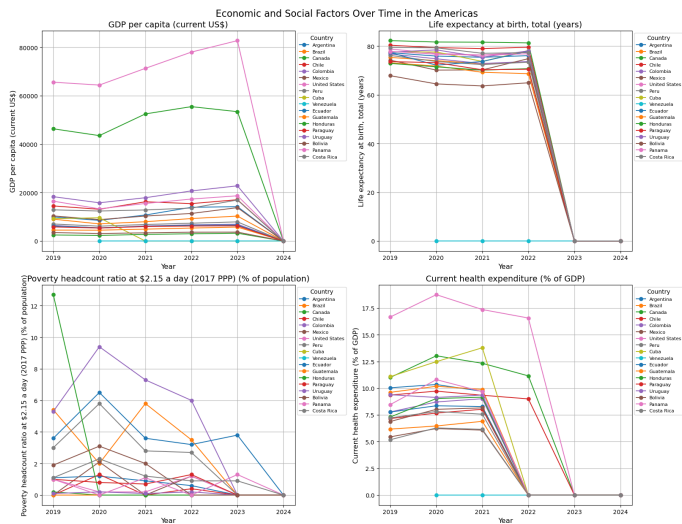 Economic and Social Factors Over Time in the Americas
GDP per capita (current US$)
GDP per capita (current US$)
80000
60000
40000
20000
0
2019 2020 2021 2022 2023 2024
Year
Country
Argentina
Brazil
Canada
Chile
Colombia
Mexico
United States
Peru
Cuba
Venezuela
Ecuador
Guatemala
Honduras
Paraguay
Uruguay
Bolivia
Panama
Costa Rica
Life expectancy at birth, total (years)
Life expectancy at birth, total (years)
80
60
40
20
0
2019 2020 2021 2022 2023 2024
Year
Country
Argentina
Brazil
Canada
Chile
Colombia
Mexico
United States
Peru
Cuba
Venezuela
Ecuador
Guatemala
Honduras
Paraguay
Uruguay
Bolivia
Panama
Costa Rica
Poverty headcount ratio at $2.15 a day (2017 PPP) (% of population)
Poverty headcount ratio at $2.15 a day (2017 PPP) (% of population)
12
10
8
6
4
2
0
2019 2020 2021 2022 2023 2024
Year
Country
Argentina
Brazil
Canada
Chile
Colombia
Mexico
United States
Peru
Cuba
Venezuela
Ecuador
Guatemala
Honduras
Paraguay
Uruguay
Bolivia
Panama
Costa Rica
Current health expenditure (% of GDP)
Current health expenditure (% of GDP)
17.5
15.0
12.5
10.0
7.5
5.0
2.5
0.0
2019 2020 2021 2022 2023 2024
Year
Country
Argentina
Brazil
Canada
Chile
Colombia
Mexico
United States
Peru
Cuba
Venezuela
Ecuador
Guatemala
Honduras
Paraguay
Uruguay
Bolivia
Panama
Costa Rica